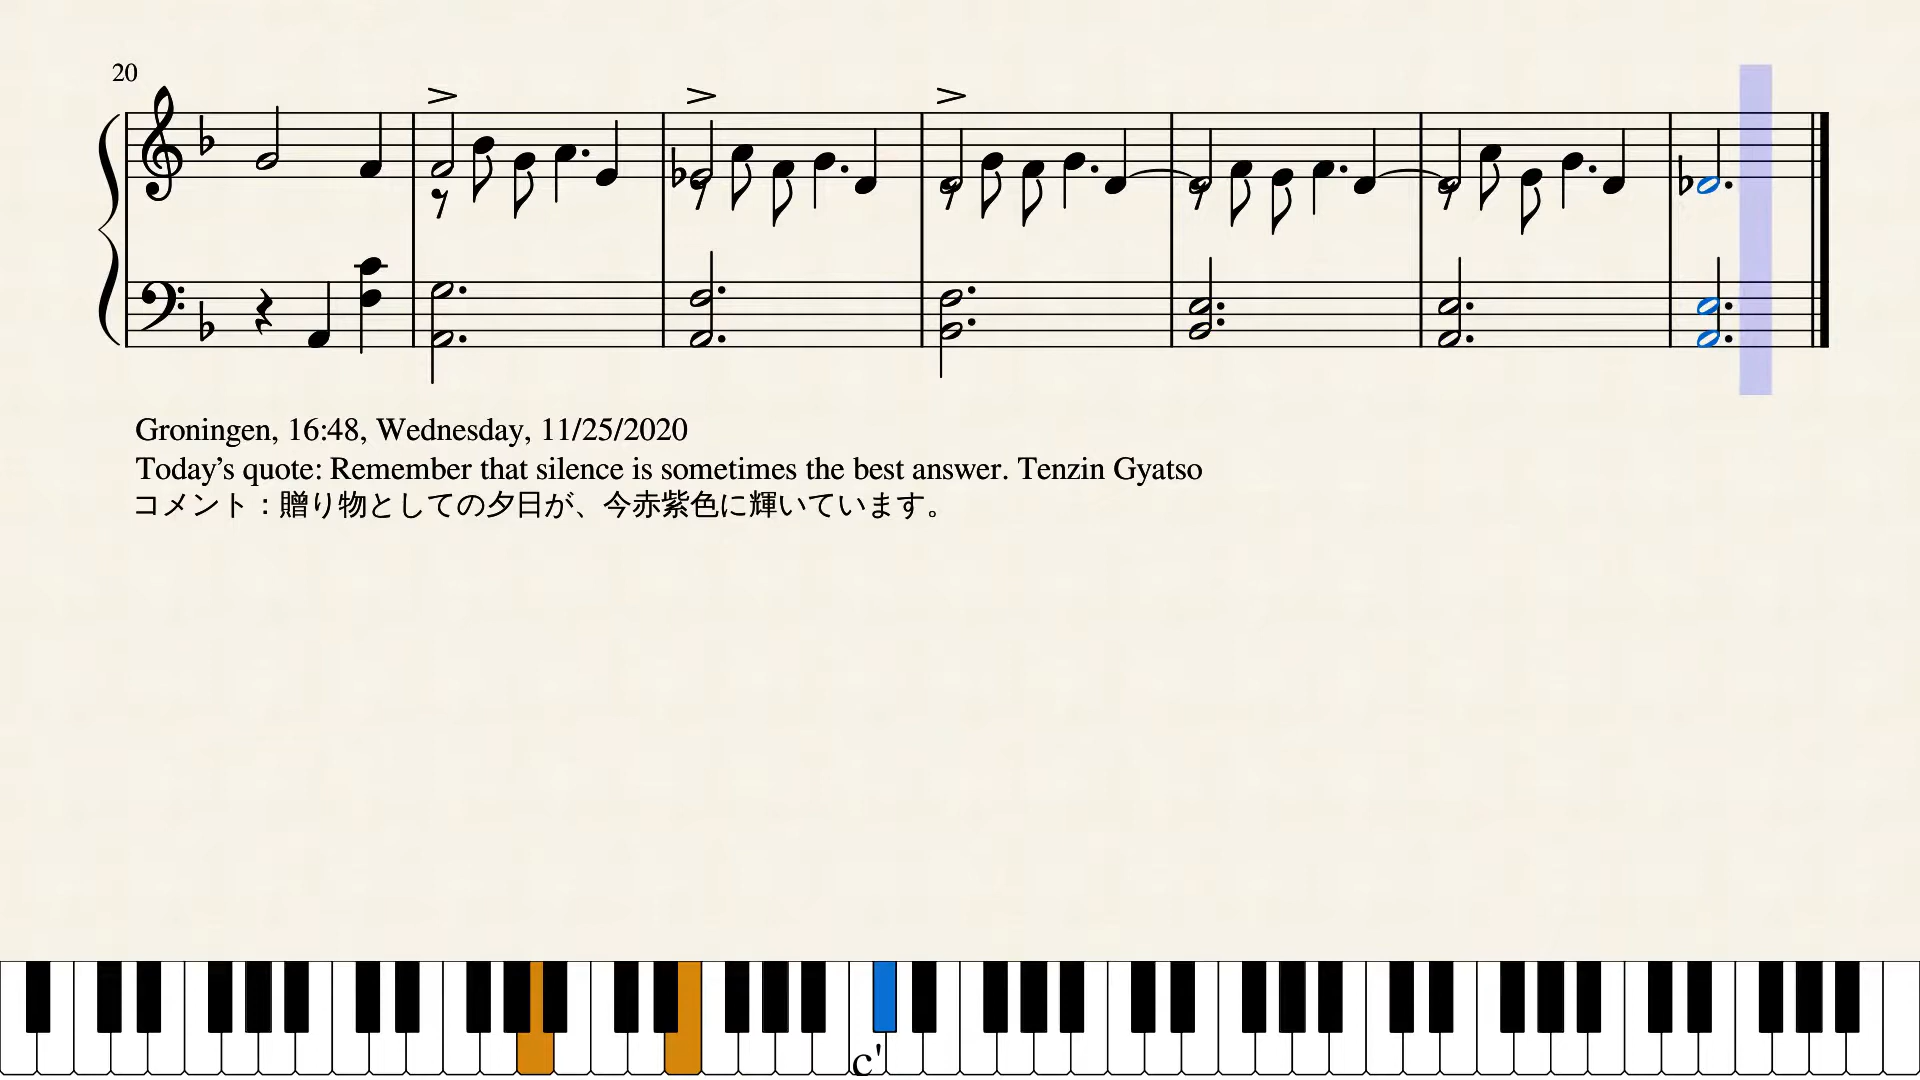 20
Groningen, 16:48, Wednesday, 11/25/2020
Today’s quote: Remember that silence is sometimes the best answer. Tenzin Gyatso
コメント：贈り物としての夕日が、今赤紫色に輝いています。
c'